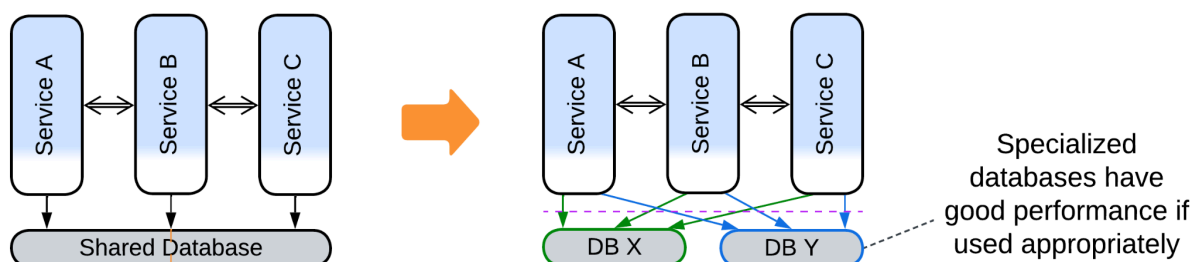 Service A
Service B
Service C
Shared Database
Service A
Service B
Service C
DB X
DB Y
Specialized
databases have
good performance if
used appropriately